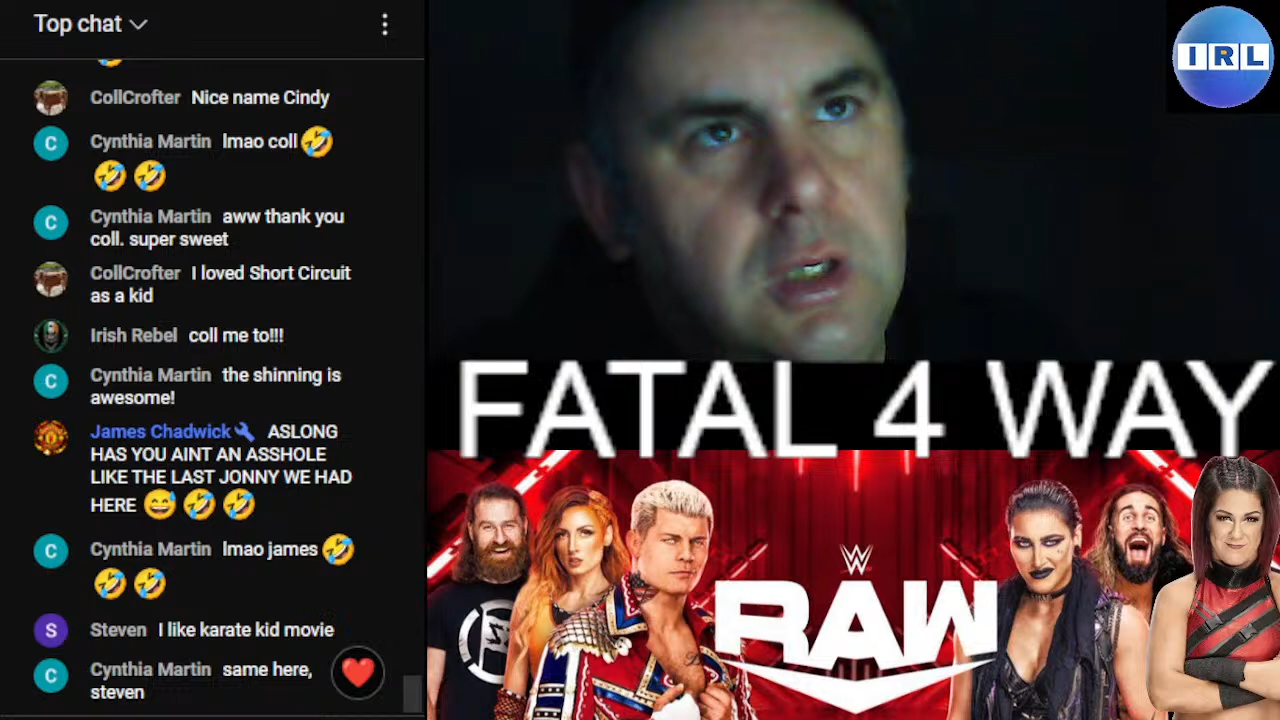 Top chat
CollCrofter Nice name Cindy
C Cynthia Martin lmao coll🤣
🤣🤣
C Cynthia Martin aww thank you
coll. super sweet
CollCrofter I loved Short Circuit
as a kid
Irish Rebel coll me to!!!
C Cynthia Martin the shinning is
awesome!
James Chadwick🔧 ASLONG
HAS YOU AINT AN ASSHOLE
LIKE THE LAST JONNY WE HAD
HERE 😅🤣🤣
C Cynthia Martin lmao james🤣
🤣🤣
S Steven I like karate kid movie
C Cynthia Martin same here,
steven
IRL
FATAL 4 WAY
W
RAW